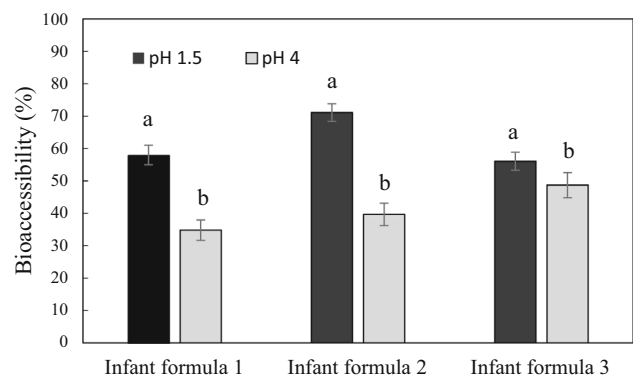 100
90
80
70
60
50
40
30
20
10
0
Bioaccessibility (%)
pH 1.5 pH 4
a
b
a
b
a
b
Infant formula 1 Infant formula 2 Infant formula 3